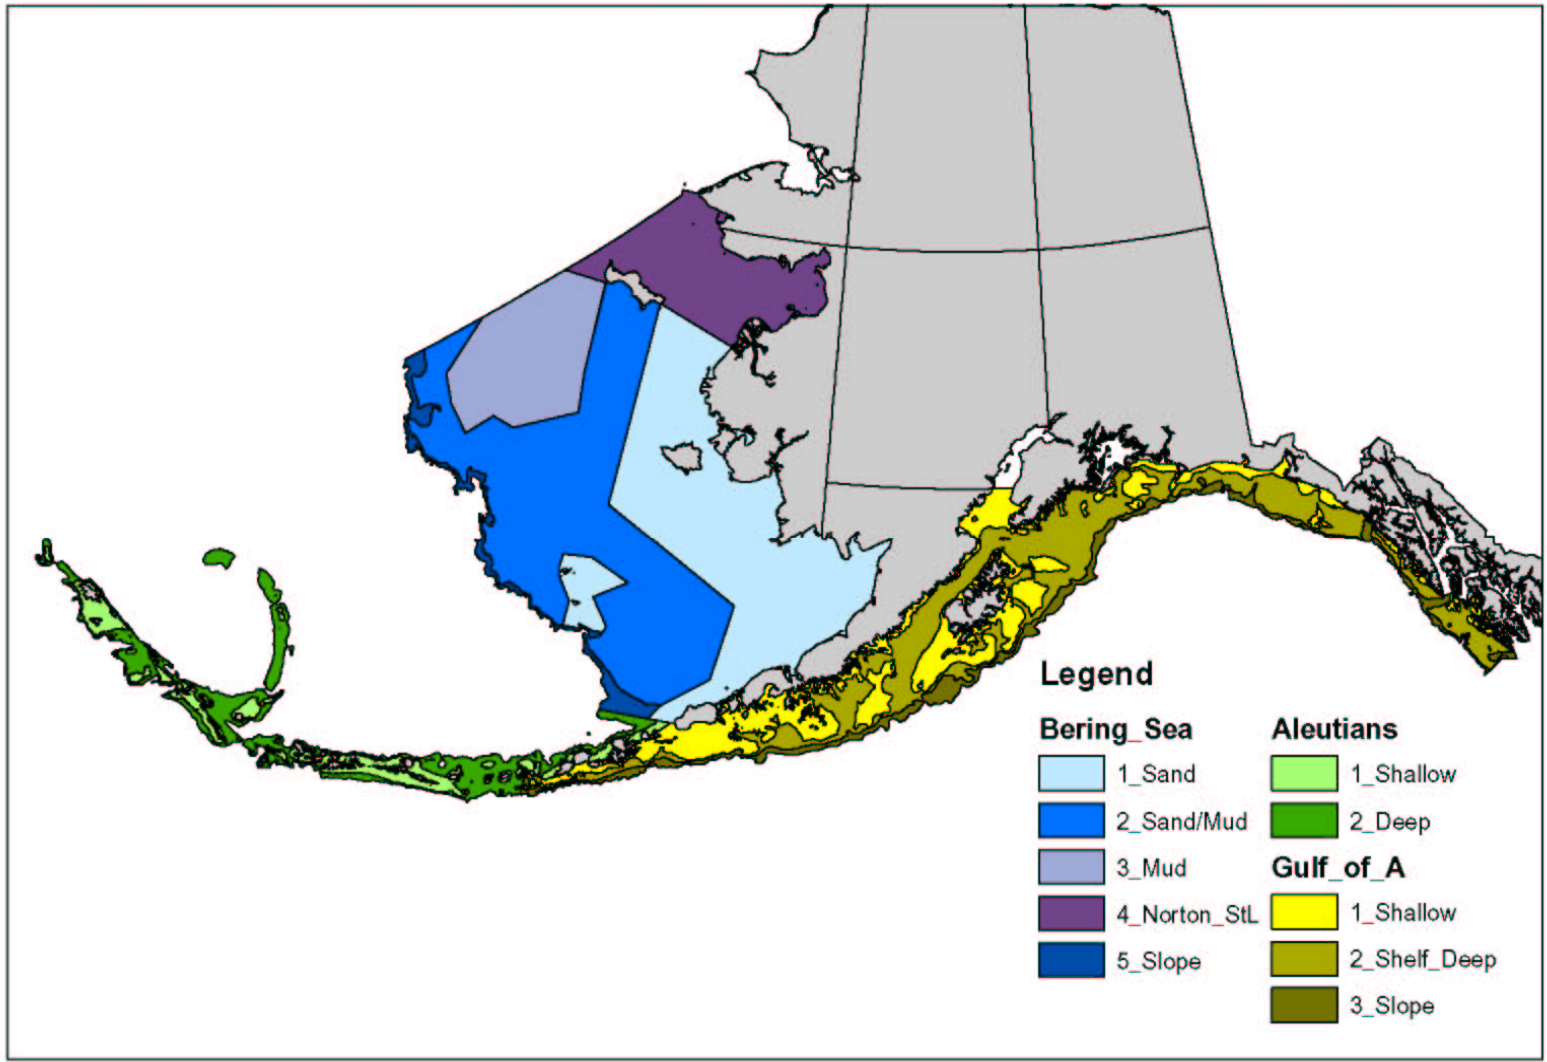 Legend
Bering_Sea
1_Sand
2_Sand/Mud
3_Mud
4_Norton_StL
5_Slope
Aleutians
1_Shallow
2_Deep
Gulf_of_A
1_Shallow
2_Shelf_Deep
3_Slope